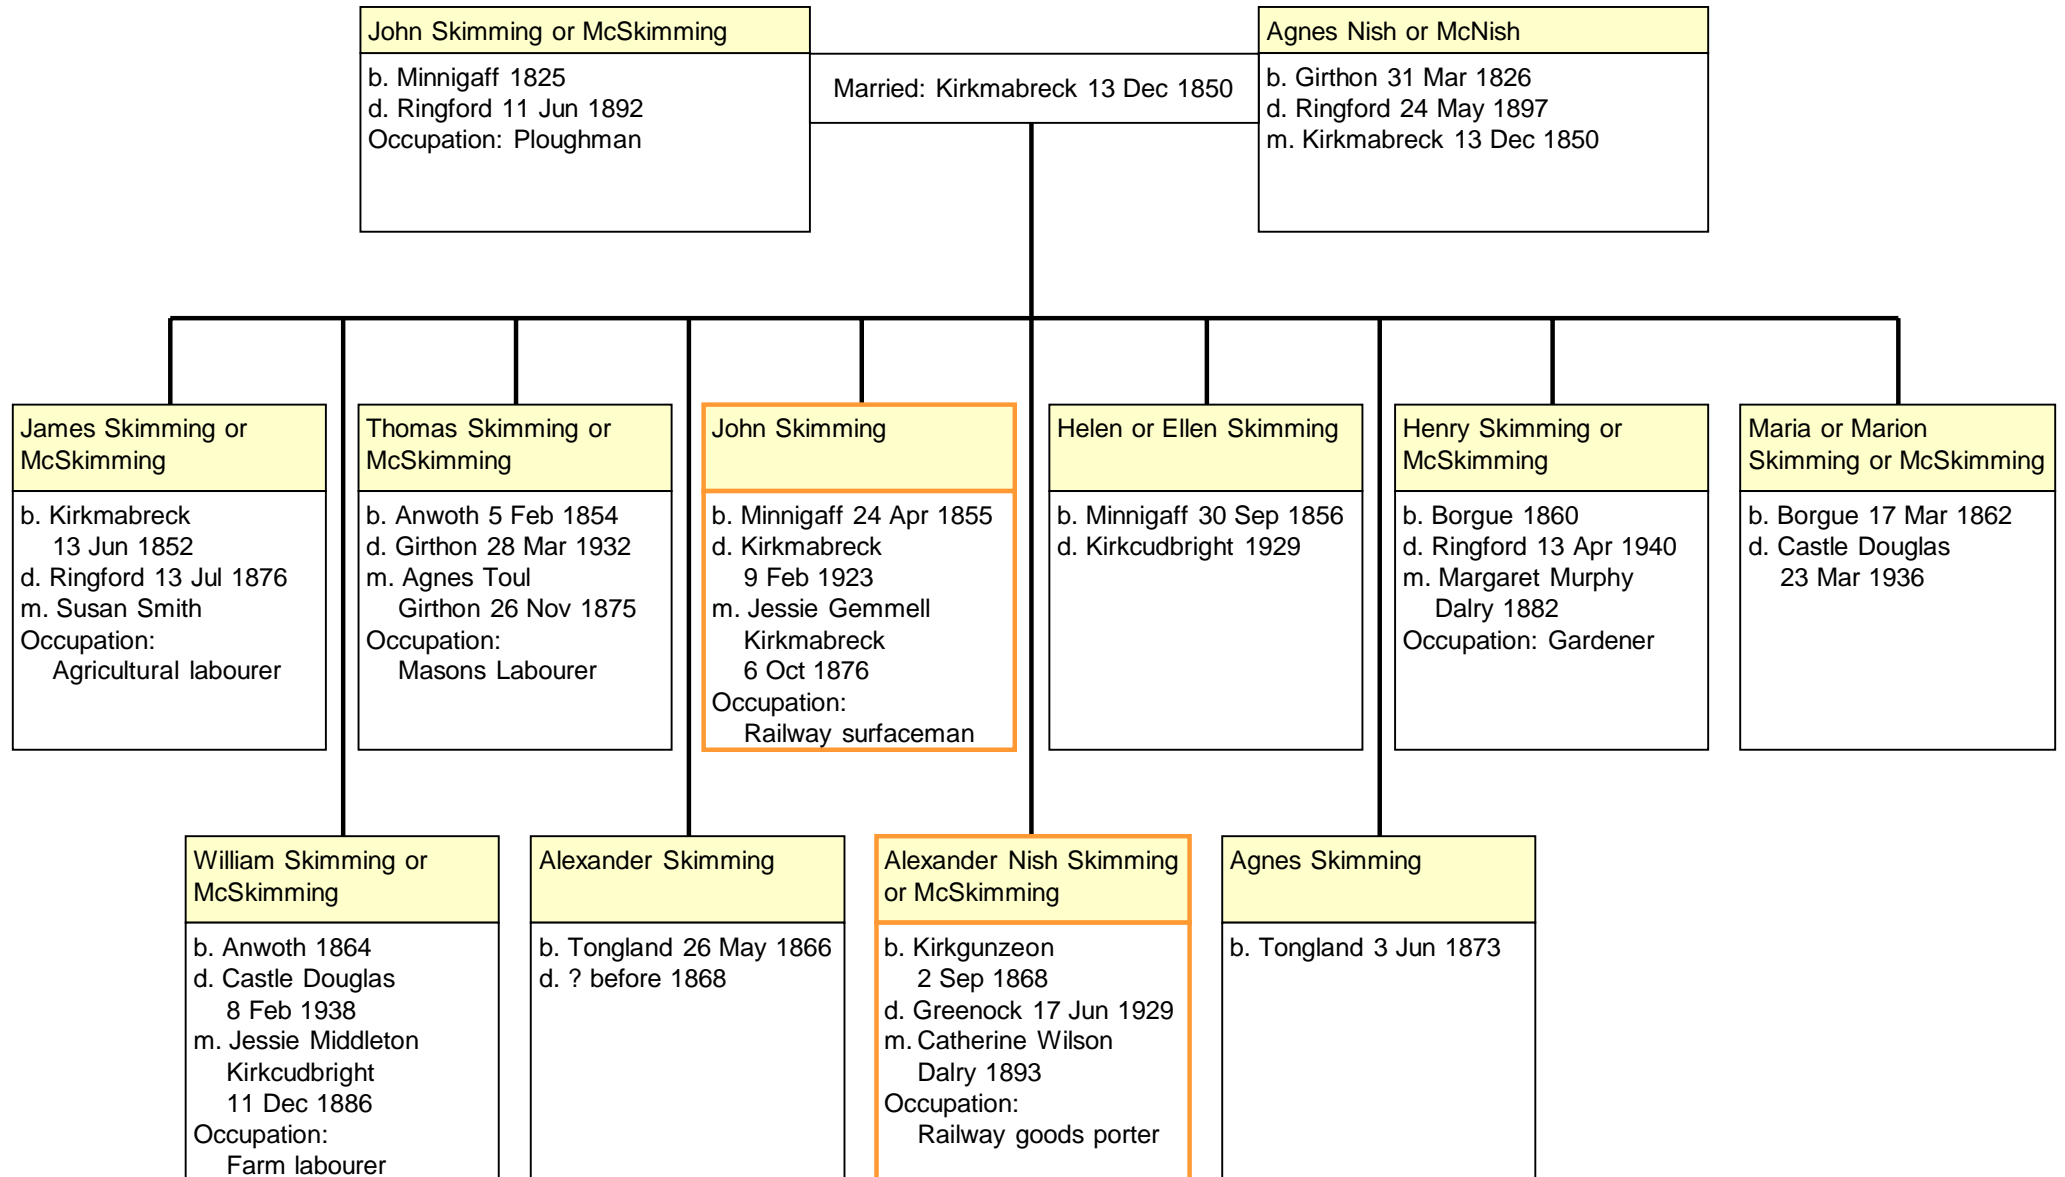 John Skimming or McSkimming
b. Minnigaff 1825
d. Ringford 11 Jun 1892
Occupation: Ploughman
Married: Kirkmabreck 13 Dec 1850
Agnes Nish or McNish
b. Girthon 31 Mar 1826
d. Ringford 24 May 1897
m. Kirkmabreck 13 Dec 1850
James Skimming or
McSkimming
b. Kirkmabreck
13 Jun 1852
d. Ringford 13 Jul 1876
m. Susan Smith
Occupation:
Agricultural labourer
Thomas Skimming or
McSkimming
b. Anwoth 5 Feb 1854
d. Girthon 28 Mar 1932
m. Agnes Toul
Girthon 26 Nov 1875
Occupation:
Masons Labourer
John Skimming
b. Minnigaff 24 Apr 1855
d. Kirkmabreck
9 Feb 1923
m. Jessie Gemmell
Kirkmabreck
6 Oct 1876
Occupation:
Railway surfaceman
Helen or Ellen Skimming
b. Minnigaff 30 Sep 1856
d. Kirkcudbright 1929
Henry Skimming or
McSkimming
b. Borgue 1860
d. Ringford 13 Apr 1940
m. Margaret Murphy
Dalry 1882
Occupation: Gardener
Maria or Marion
Skimming or McSkimming
b. Borgue 17 Mar 1862
d. Castle Douglas
23 Mar 1936
William Skimming or
McSkimming
b. Anwoth 1864
d. Castle Douglas
8 Feb 1938
m. Jessie Middleton
Kirkcudbright
11 Dec 1886
Occupation:
Farm labourer
Alexander Skimming
b. Tongland 26 May 1866
d. ? before 1868
Alexander Nish Skimming
or McSkimming
b. Kirkgunzeon
2 Sep 1868
d. Greenock 17 Jun 1929
m. Catherine Wilson
Dalry 1893
Occupation:
Railway goods porter
Agnes Skimming
b. Tongland 3 Jun 1873